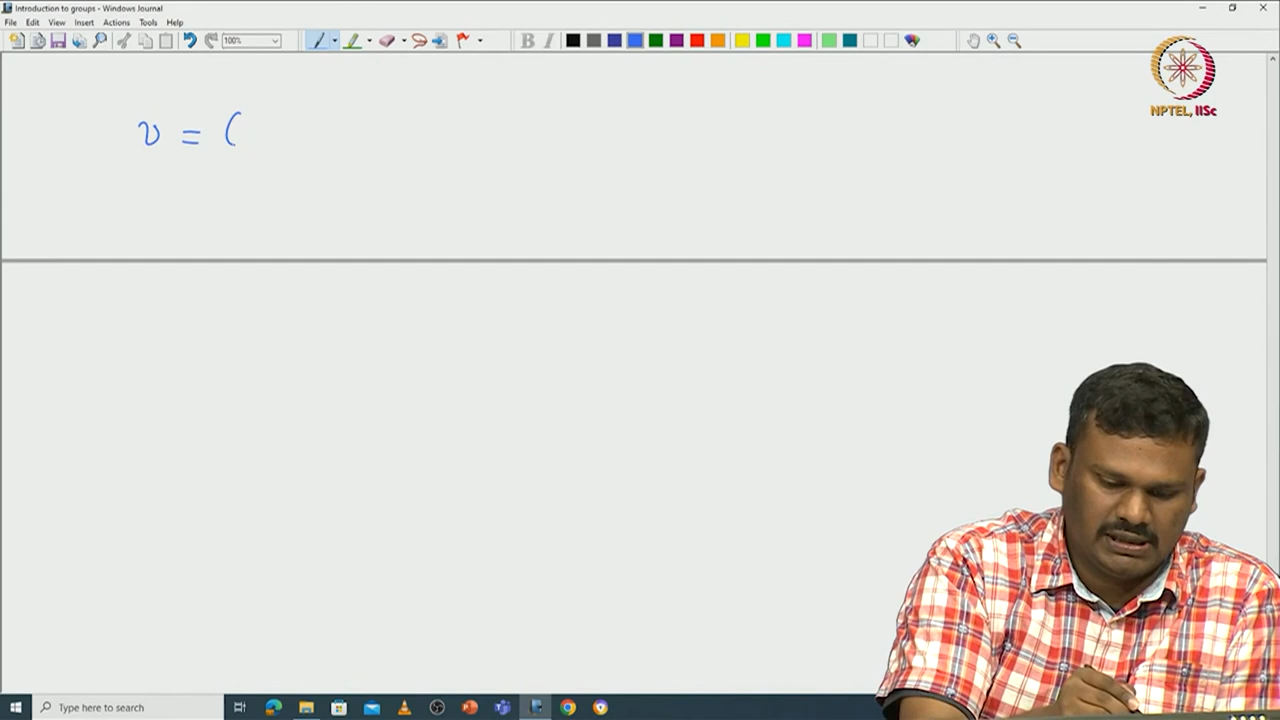 Introduction to groups - Windows Journal
File Edit View Insert Actions Tools Help
100%
B I
NPTEL, IISc
v = (
Type here to search